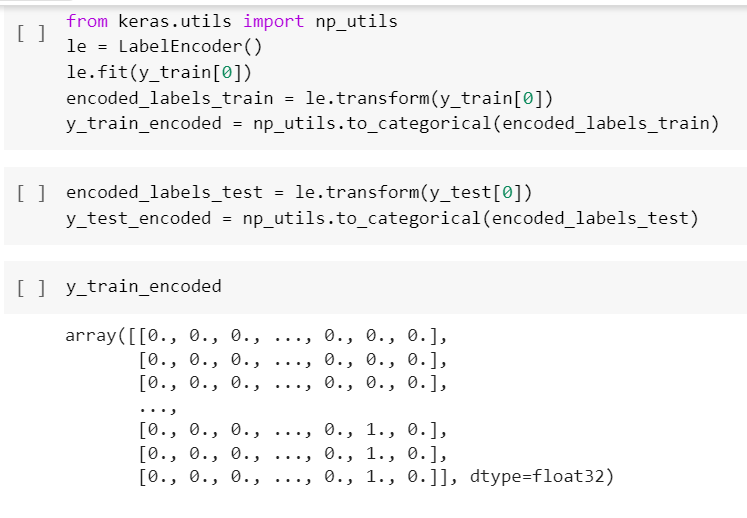 from keras.utils import np_utils
[ ] le = LabelEncoder()
le.fit(y_train[0])
encoded_labels_train = le.transform(y_train[0])
y_train_encoded = np_utils.to_categorical(encoded_labels_train)
[ ] encoded_labels_test = le.transform(y_test[0])
y_test_encoded = np_utils.to_categorical(encoded_labels_test)
[ ] y_train_encoded
array([[0., 0., 0., ..., 0., 0., 0.],
[0., 0., 0., ..., 0., 0., 0.],
[0., 0., 0., ..., 0., 0., 0.],
...,
[0., 0., 0., ..., 0., 1., 0.],
[0., 0., 0., ..., 0., 1., 0.],
[0., 0., 0., ..., 0., 1., 0.]], dtype=float32)